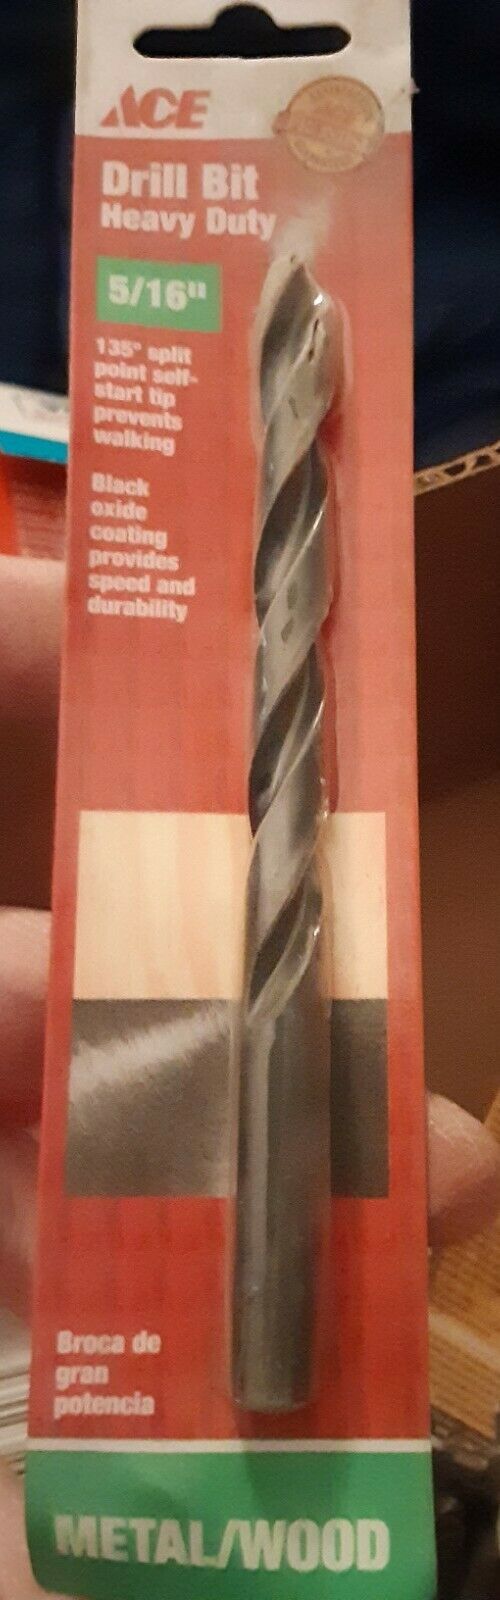 ACE
Drill Bit
Heavy Duty
5/16"
135° split
point self-
start tip
prevents
walking
Black
oxide
coating
provides
speed and
durability
Broca de
gran
potencia
METAL/WOOD